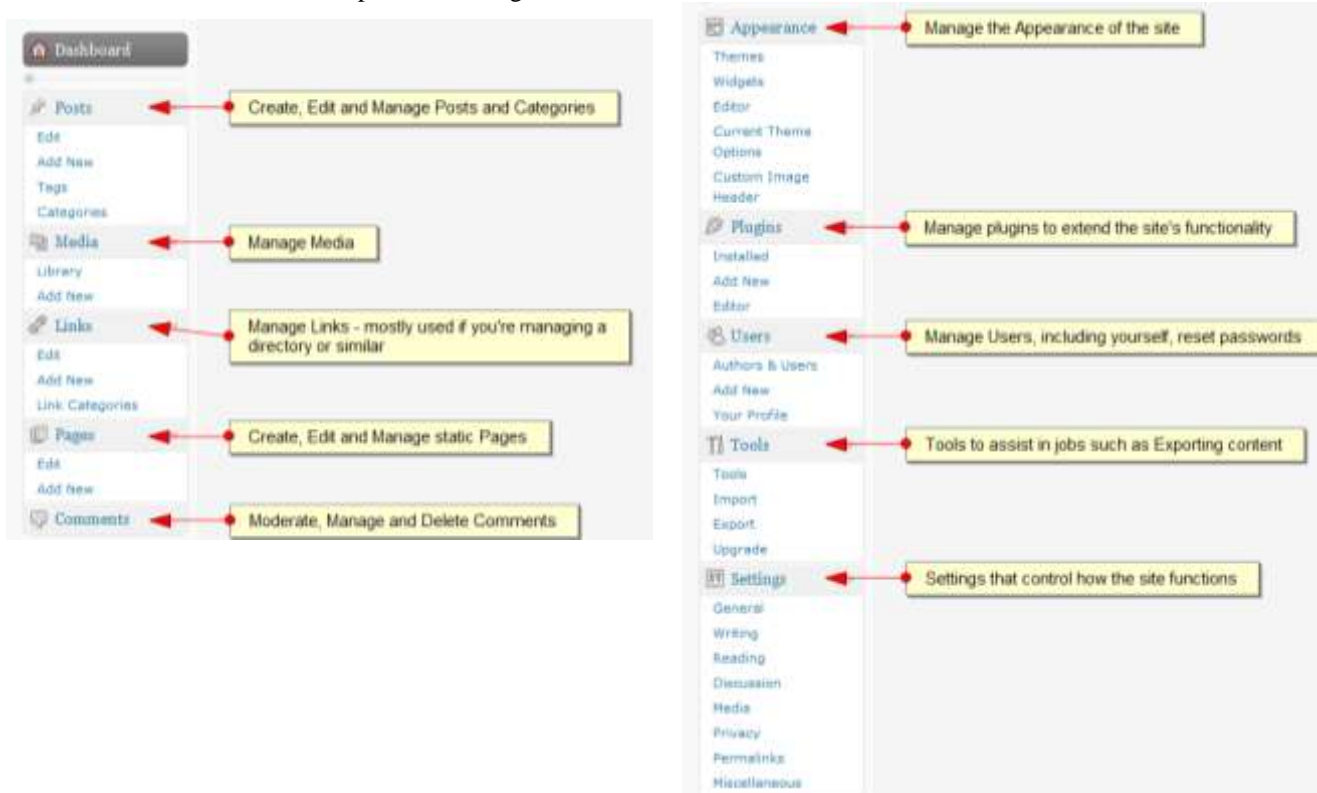 Dashboard
Posts
Create, Edit and Manage Posts and Categories
Edit
Add New
Tags
Categories
Media
Manage Media
Library
Add New
Links
Manage Links - mostly used if you're managing a
directory or similar
Edit
Add New
Link Categories
Pages
Create, Edit and Manage static Pages
Edit
Add New
Comments
Moderate, Manage and Delete Comments
Appearance
Manage the Appearance of the site
Themes
Widgets
Editor
Current Theme
Options
Custom Image
Header
Plugins
Manage plugins to extend the site's functionality
Installed
Add New
Editor
Users
Manage Users, including yourself, reset passwords
Authors & Users
Add New
Your Profile
Tools
Tools to assist in jobs such as Exporting content
Tools
Import
Export
Upgrade
Settings
Settings that control how the site functions
General
Writing
Reading
Discussion
Media
Privacy
Permalinks
Miscellaneous